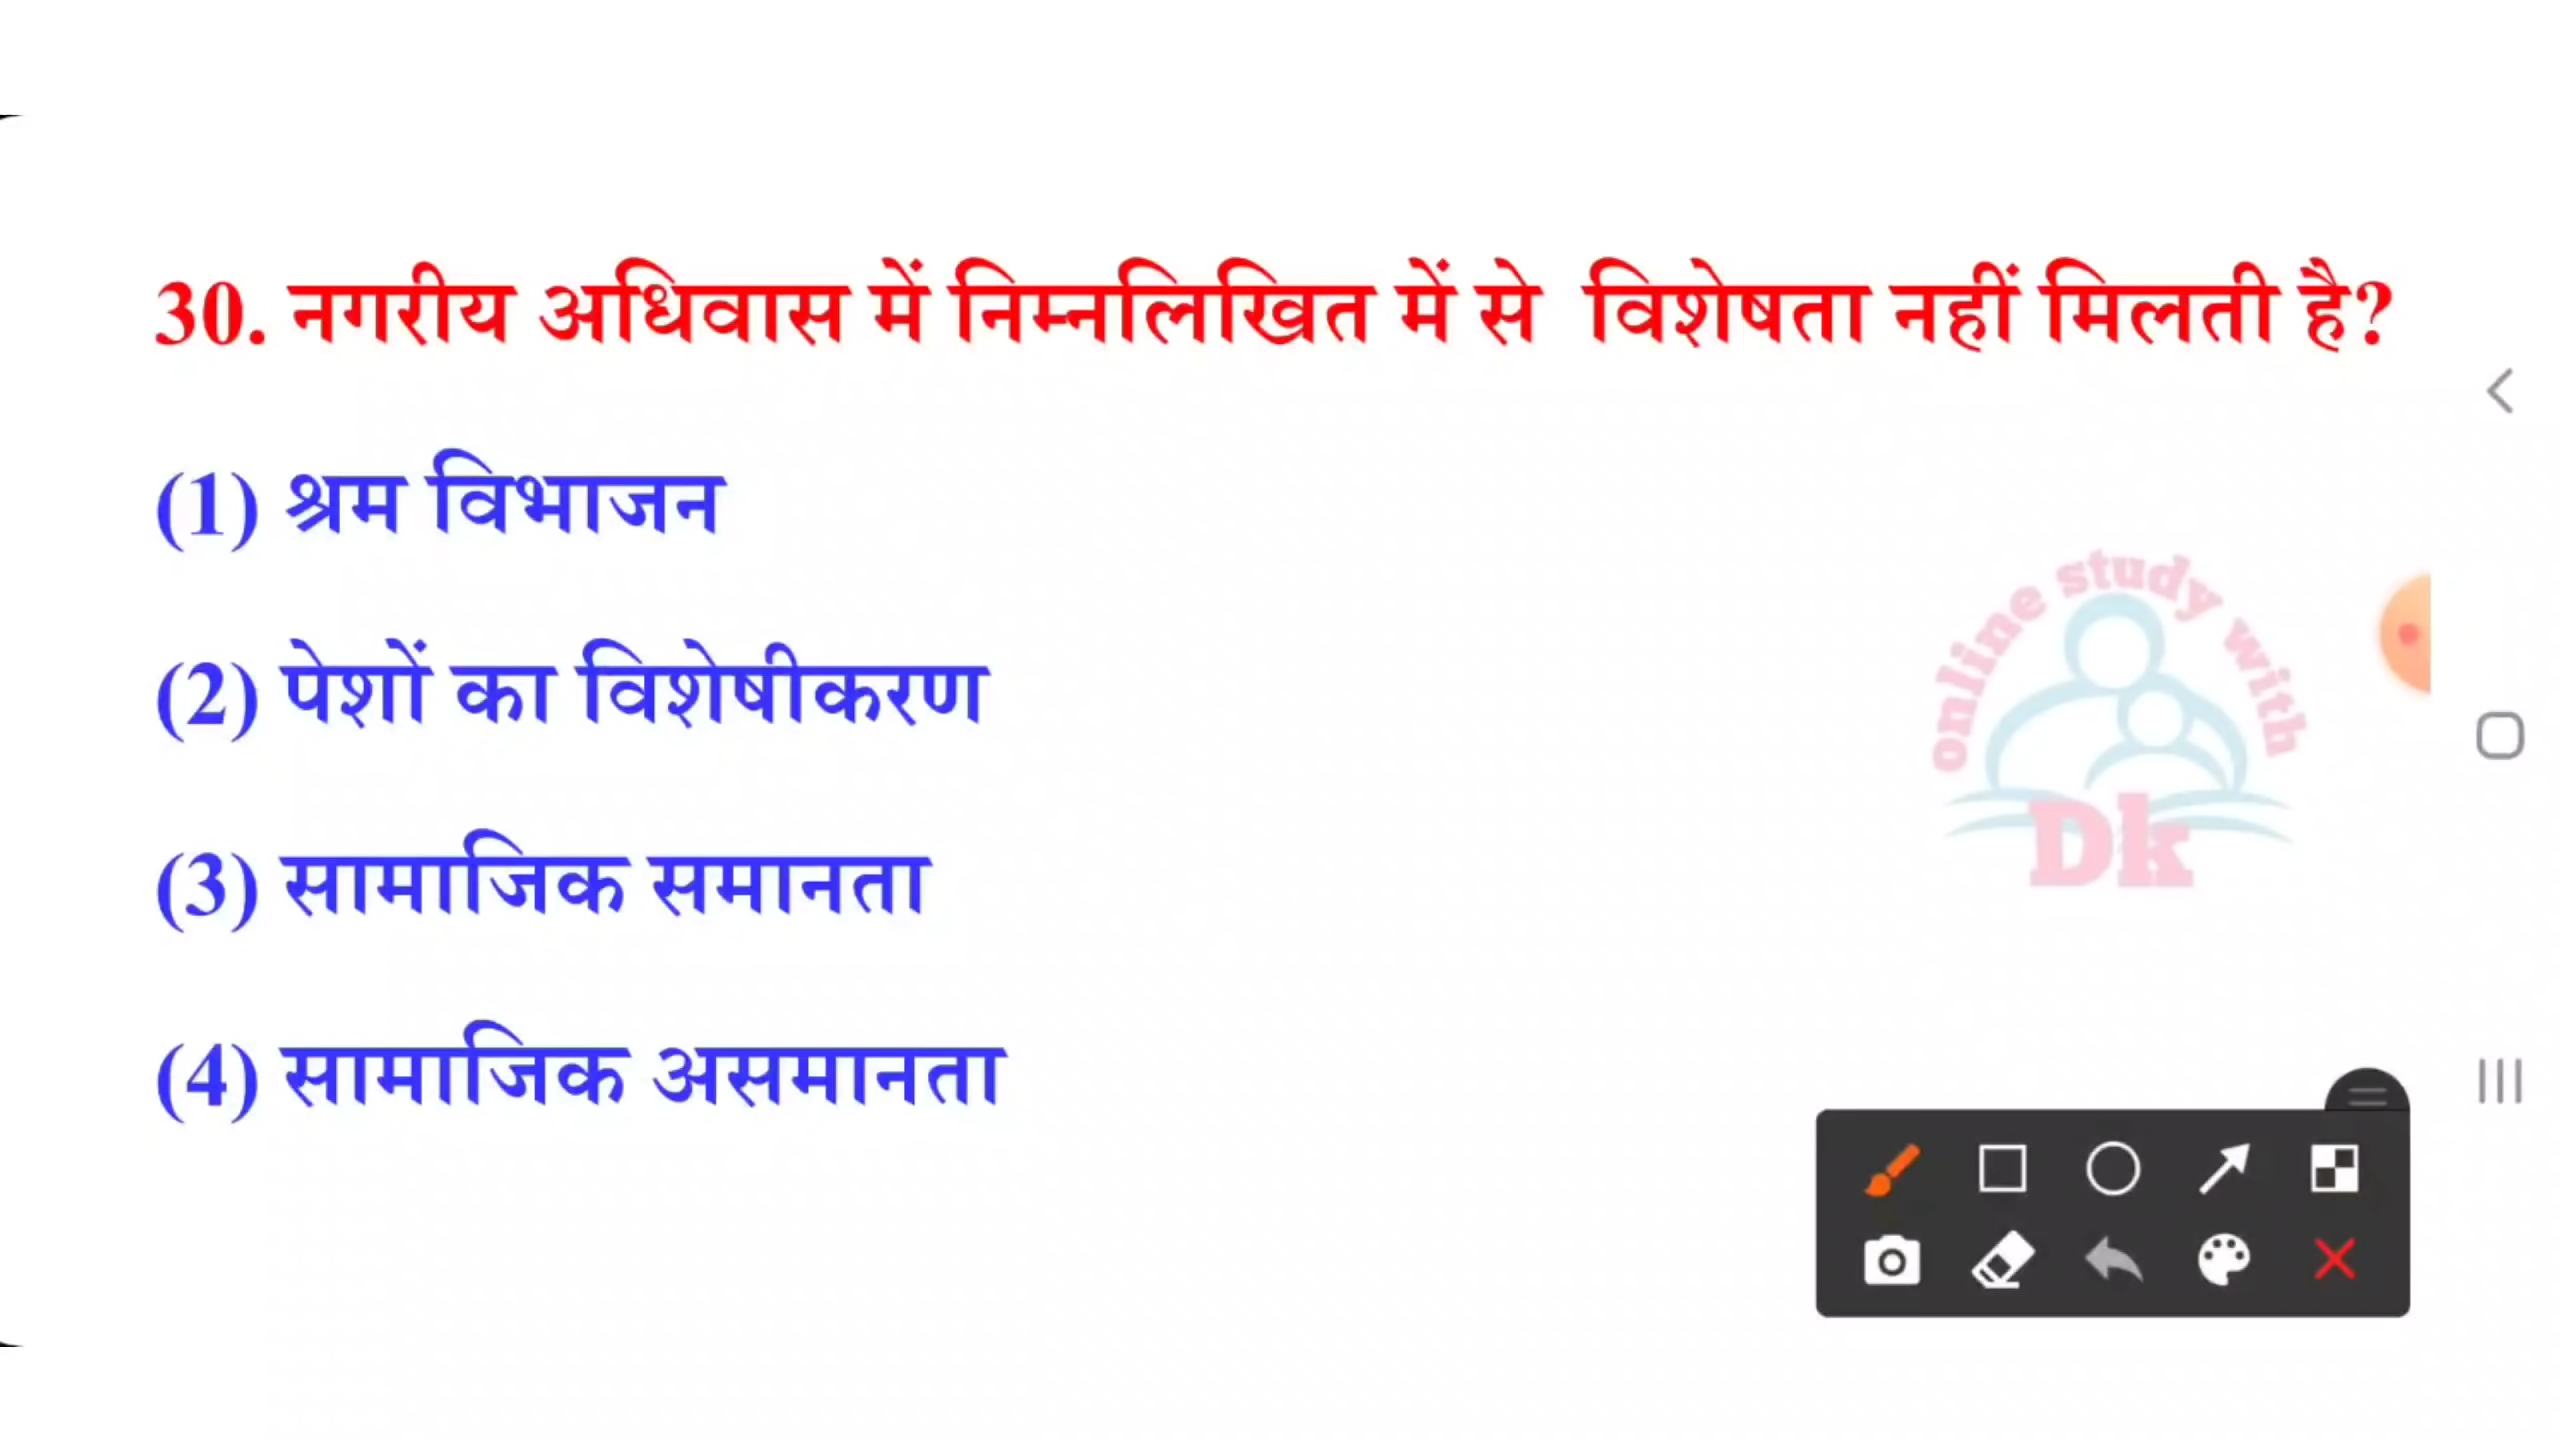 30. नगरीय अधिवास में निम्नलिखित में से विशेषता नहीं मिलती है?
(1) श्रम विभाजन
(2) पेशों का विशेषीकरण
(3) सामाजिक समानता
(4) सामाजिक असमानता
online study with
Dk